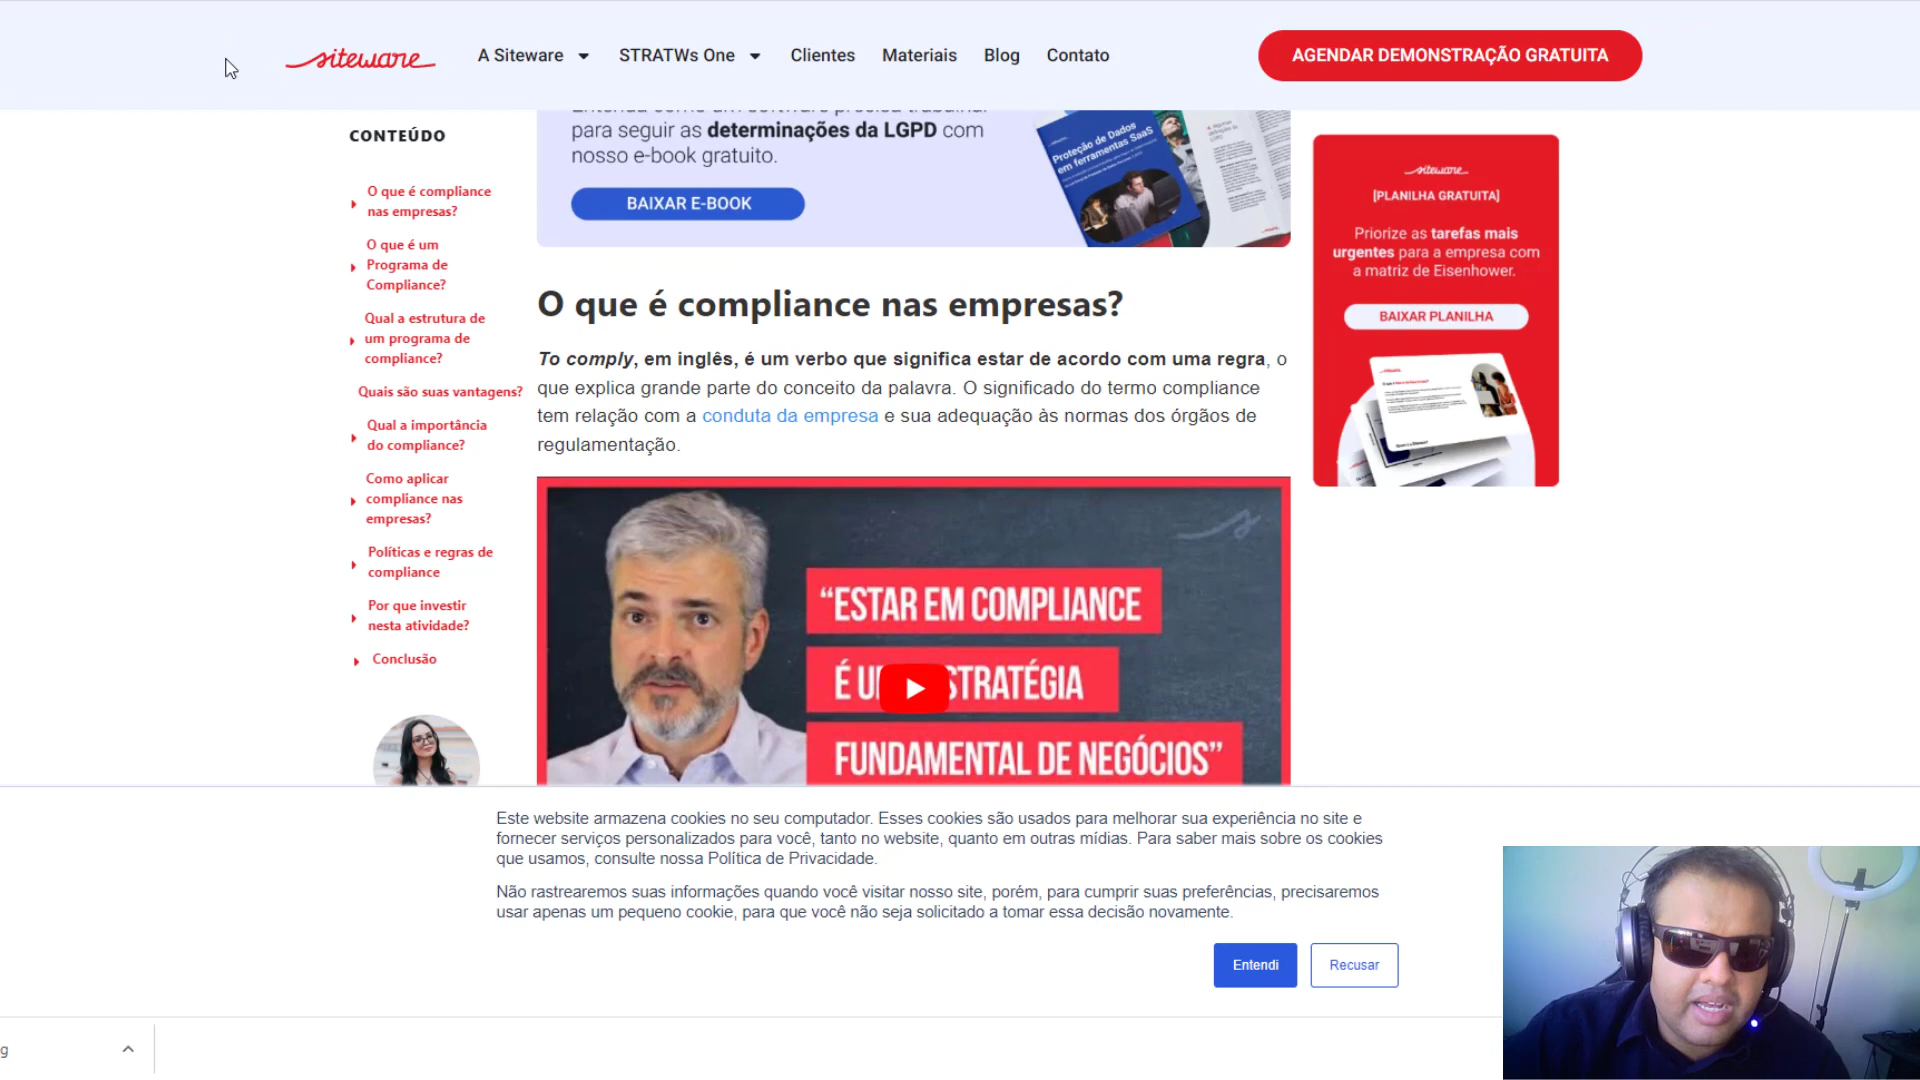 siteware
A Siteware
STRATWs One
Clientes
Materiais
Blog
Contato
AGENDAR DEMONSTRAÇÃO GRATUITA
CONTEÚDO
O que é compliance
nas empresas?
O que é um
Programa de
Compliance?
Qual a estrutura de
um programa de
compliance?
Quais são suas vantagens?
Qual a importância
do compliance?
Como aplicar
compliance nas
empresas?
Políticas e regras de
compliance
Por que investir
nesta atividade?
Conclusão
para seguir as determinações da LGPD com
nosso e-book gratuito.
BAIXAR E-BOOK
Proteção de Dados
em ferramentas SaaS
O que é compliance nas empresas?
To comply, em inglês, é um verbo que significa estar de acordo com uma regra, o
que explica grande parte do conceito da palavra. O significado do termo compliance
tem relação com a conduta da empresa e sua adequação às normas dos órgãos de
regulamentação.
“ESTAR EM COMPLIANCE
STRATÉGIA
FUNDAMENTAL DE NEGÓCIOS”
siteware
[PLANILHA GRATUITA]
Priorize as tarefas mais
urgentes para a empresa com
a matriz de Eisenhower.
BAIXAR PLANILHA
Este website armazena cookies no seu computador. Esses cookies são usados para melhorar sua experiência no site e
fornecer serviços personalizados para você, tanto no website, quanto em outras mídias. Para saber mais sobre os cookies
que usamos, consulte nossa Política de Privacidade.
Não rastrearemos suas informações quando você visitar nosso site, porém, para cumprir suas preferências, precisaremos
usar apenas um pequeno cookie, para que você não seja solicitado a tomar essa decisão novamente.
Entendi
Recusar
g